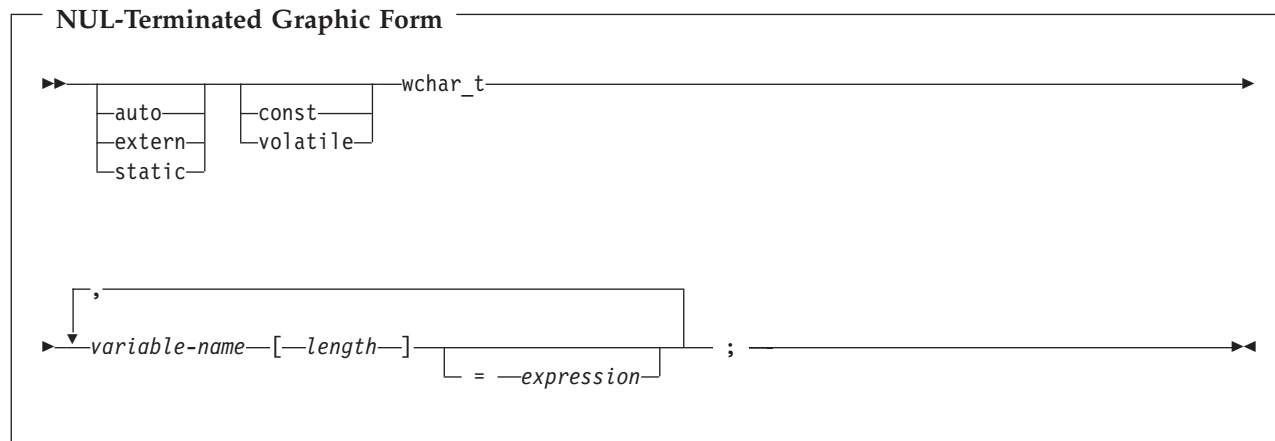 NUL-Terminated Graphic Form
wchar_t
auto const
extern volatile
static
,
variable-name [ length ] ;
= expression